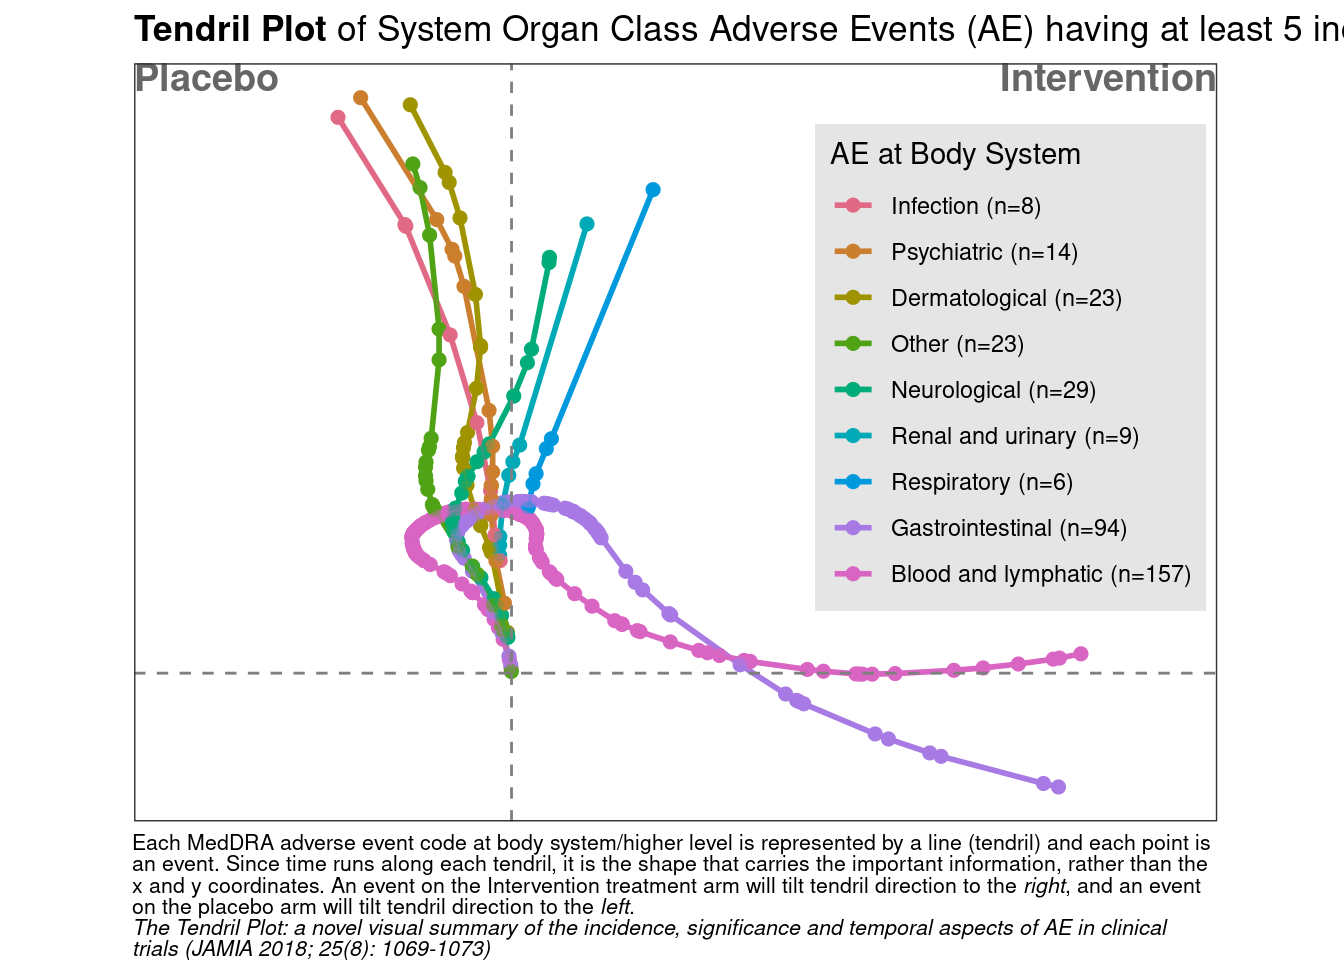 Tendril Plot of System Organ Class Adverse Events (AE) having at least 5
Placebo
Intervention
AE at Body System
Infection (n=8)
Psychiatric (n=14)
Dermatological (n=23)
Other (n=23)
Neurological (n=29)
Renal and urinary (n=9)
Respiratory (n=6)
Gastrointestinal (n=94)
Blood and lymphatic (n=157)
Each MedDRA adverse event code at body system/higher level is represented by a line (tendril) and each point is
an event. Since time runs along each tendril, it is the shape that carries the important information, rather than the
x and y coordinates. An event on the Intervention treatment arm will tilt tendril direction to the right, and an event
on the placebo arm will tilt tendril direction to the left.
The Tendril Plot: a novel visual summary of the incidence, significance and temporal aspects of AE in clinical
trials (JAMIA 2018; 25(8): 1069-1073)